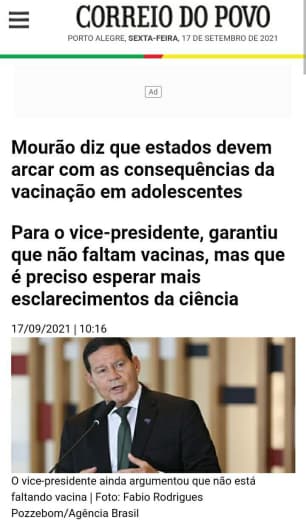 CORREIO DO POVO
PORTO ALEGRE, SEXTA-FEIRA, 17 DE SETEMBRO DE 2021
Ad
Mourão diz que estados devem
arcar com as consequências da
vacinação em adolescentes
Para o vice-presidente, garantiu
que não faltam vacinas, mas que
é preciso esperar mais
esclarecimentos da ciência
17/09/2021 | 10:16
O vice-presidente ainda argumentou que não está
faltando vacina | Foto: Fabio Rodrigues
Pozzebom/Agência Brasil